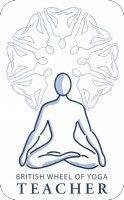 BRITISH WHEEL OF YOGA
TEACHER